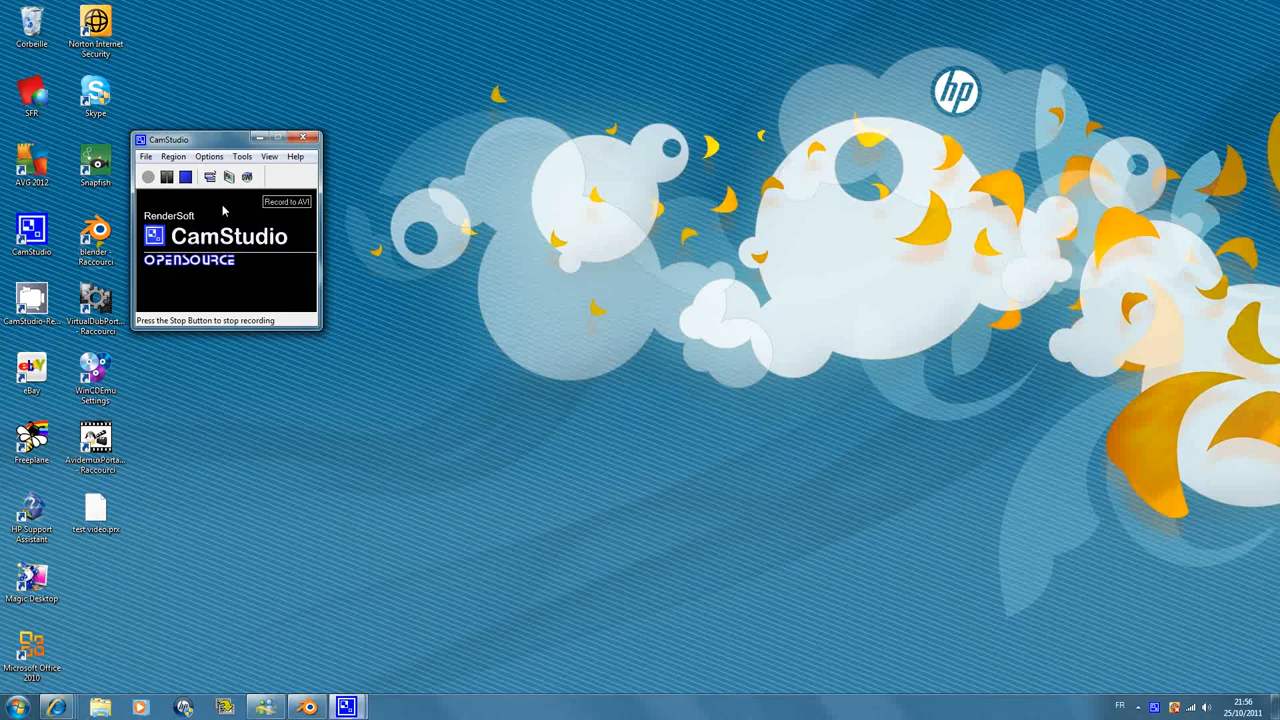 Corbeille
Norton Internet
Security
SFR
Skype
AVG 2012
Snapfish
CamStudio
blender -
Raccourci
CamStudio-Re...
VirtualDubPort...
- Raccourci
eBay
WinCDEmu
Settings
Freeplane
AvidemuxPorta...
- Raccourci
HP Support
Assistant
test video.prx
Magic Desktop
Microsoft Office
2010
CamStudio
File Region Options Tools View Help
Record to AVI
RenderSoft
CamStudio
OPENSOURCE
Press the Stop Button to stop recording
hp
FR
21:56
25/10/2011